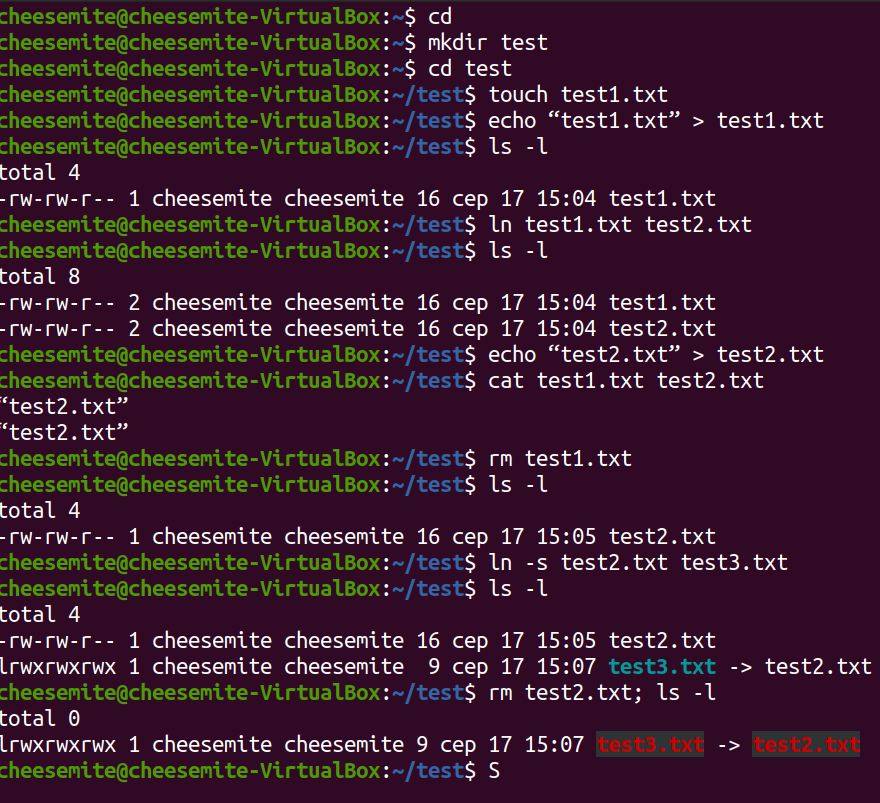 cheesemite@cheesemite-VirtualBox:~$ cd
cheesemite@cheesemite-VirtualBox:~$ mkdir test
cheesemite@cheesemite-VirtualBox:~$ cd test
cheesemite@cheesemite-VirtualBox:~/test$ touch test1.txt
cheesemite@cheesemite-VirtualBox:~/test$ echo “test1.txt” > test1.txt
cheesemite@cheesemite-VirtualBox:~/test$ ls -l
total 4
-rw-rw-r-- 1 cheesemite cheesemite 16 сер 17 15:04 test1.txt
cheesemite@cheesemite-VirtualBox:~/test$ ln test1.txt test2.txt
cheesemite@cheesemite-VirtualBox:~/test$ ls -l
total 8
-rw-rw-r-- 2 cheesemite cheesemite 16 сер 17 15:04 test1.txt
-rw-rw-r-- 2 cheesemite cheesemite 16 сер 17 15:04 test2.txt
cheesemite@cheesemite-VirtualBox:~/test$ echo “test2.txt” > test2.txt
cheesemite@cheesemite-VirtualBox:~/test$ cat test1.txt test2.txt
“test2.txt”
“test2.txt”
cheesemite@cheesemite-VirtualBox:~/test$ rm test1.txt
cheesemite@cheesemite-VirtualBox:~/test$ ls -l
total 4
-rw-rw-r-- 1 cheesemite cheesemite 16 сер 17 15:05 test2.txt
cheesemite@cheesemite-VirtualBox:~/test$ ln -s test2.txt test3.txt
cheesemite@cheesemite-VirtualBox:~/test$ ls -l
total 4
-rw-rw-r-- 1 cheesemite cheesemite 16 сер 17 15:05 test2.txt
lrwxrwxrwx 1 cheesemite cheesemite  9 сер 17 15:07 test3.txt -> test2.txt
cheesemite@cheesemite-VirtualBox:~/test$ rm test2.txt; ls -l
total 0
lrwxrwxrwx 1 cheesemite cheesemite 9 сер 17 15:07 test3.txt -> test2.txt
cheesemite@cheesemite-VirtualBox:~/test$ S